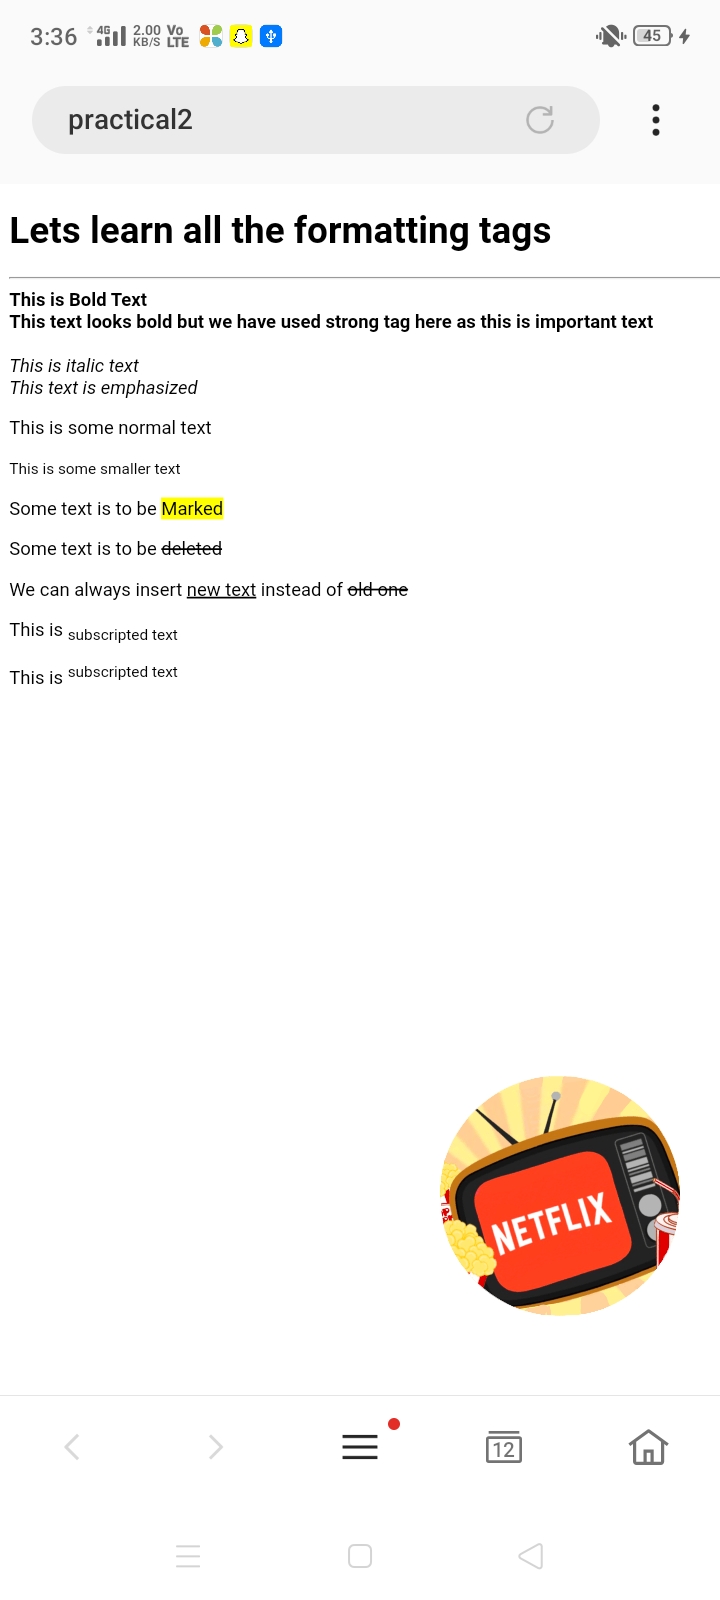 3:36 4G 2.00 KB/S Vo LTE 45
practical2
Lets learn all the formatting tags
This is Bold Text
This text looks bold but we have used strong tag here as this is important text
This is italic text
This text is emphasized
This is some normal text
This is some smaller text
Some text is to be Marked
Some text is to be deleted
We can always insert new text instead of old one
This is subscripted text
This is subscripted text
NETFLIX
12